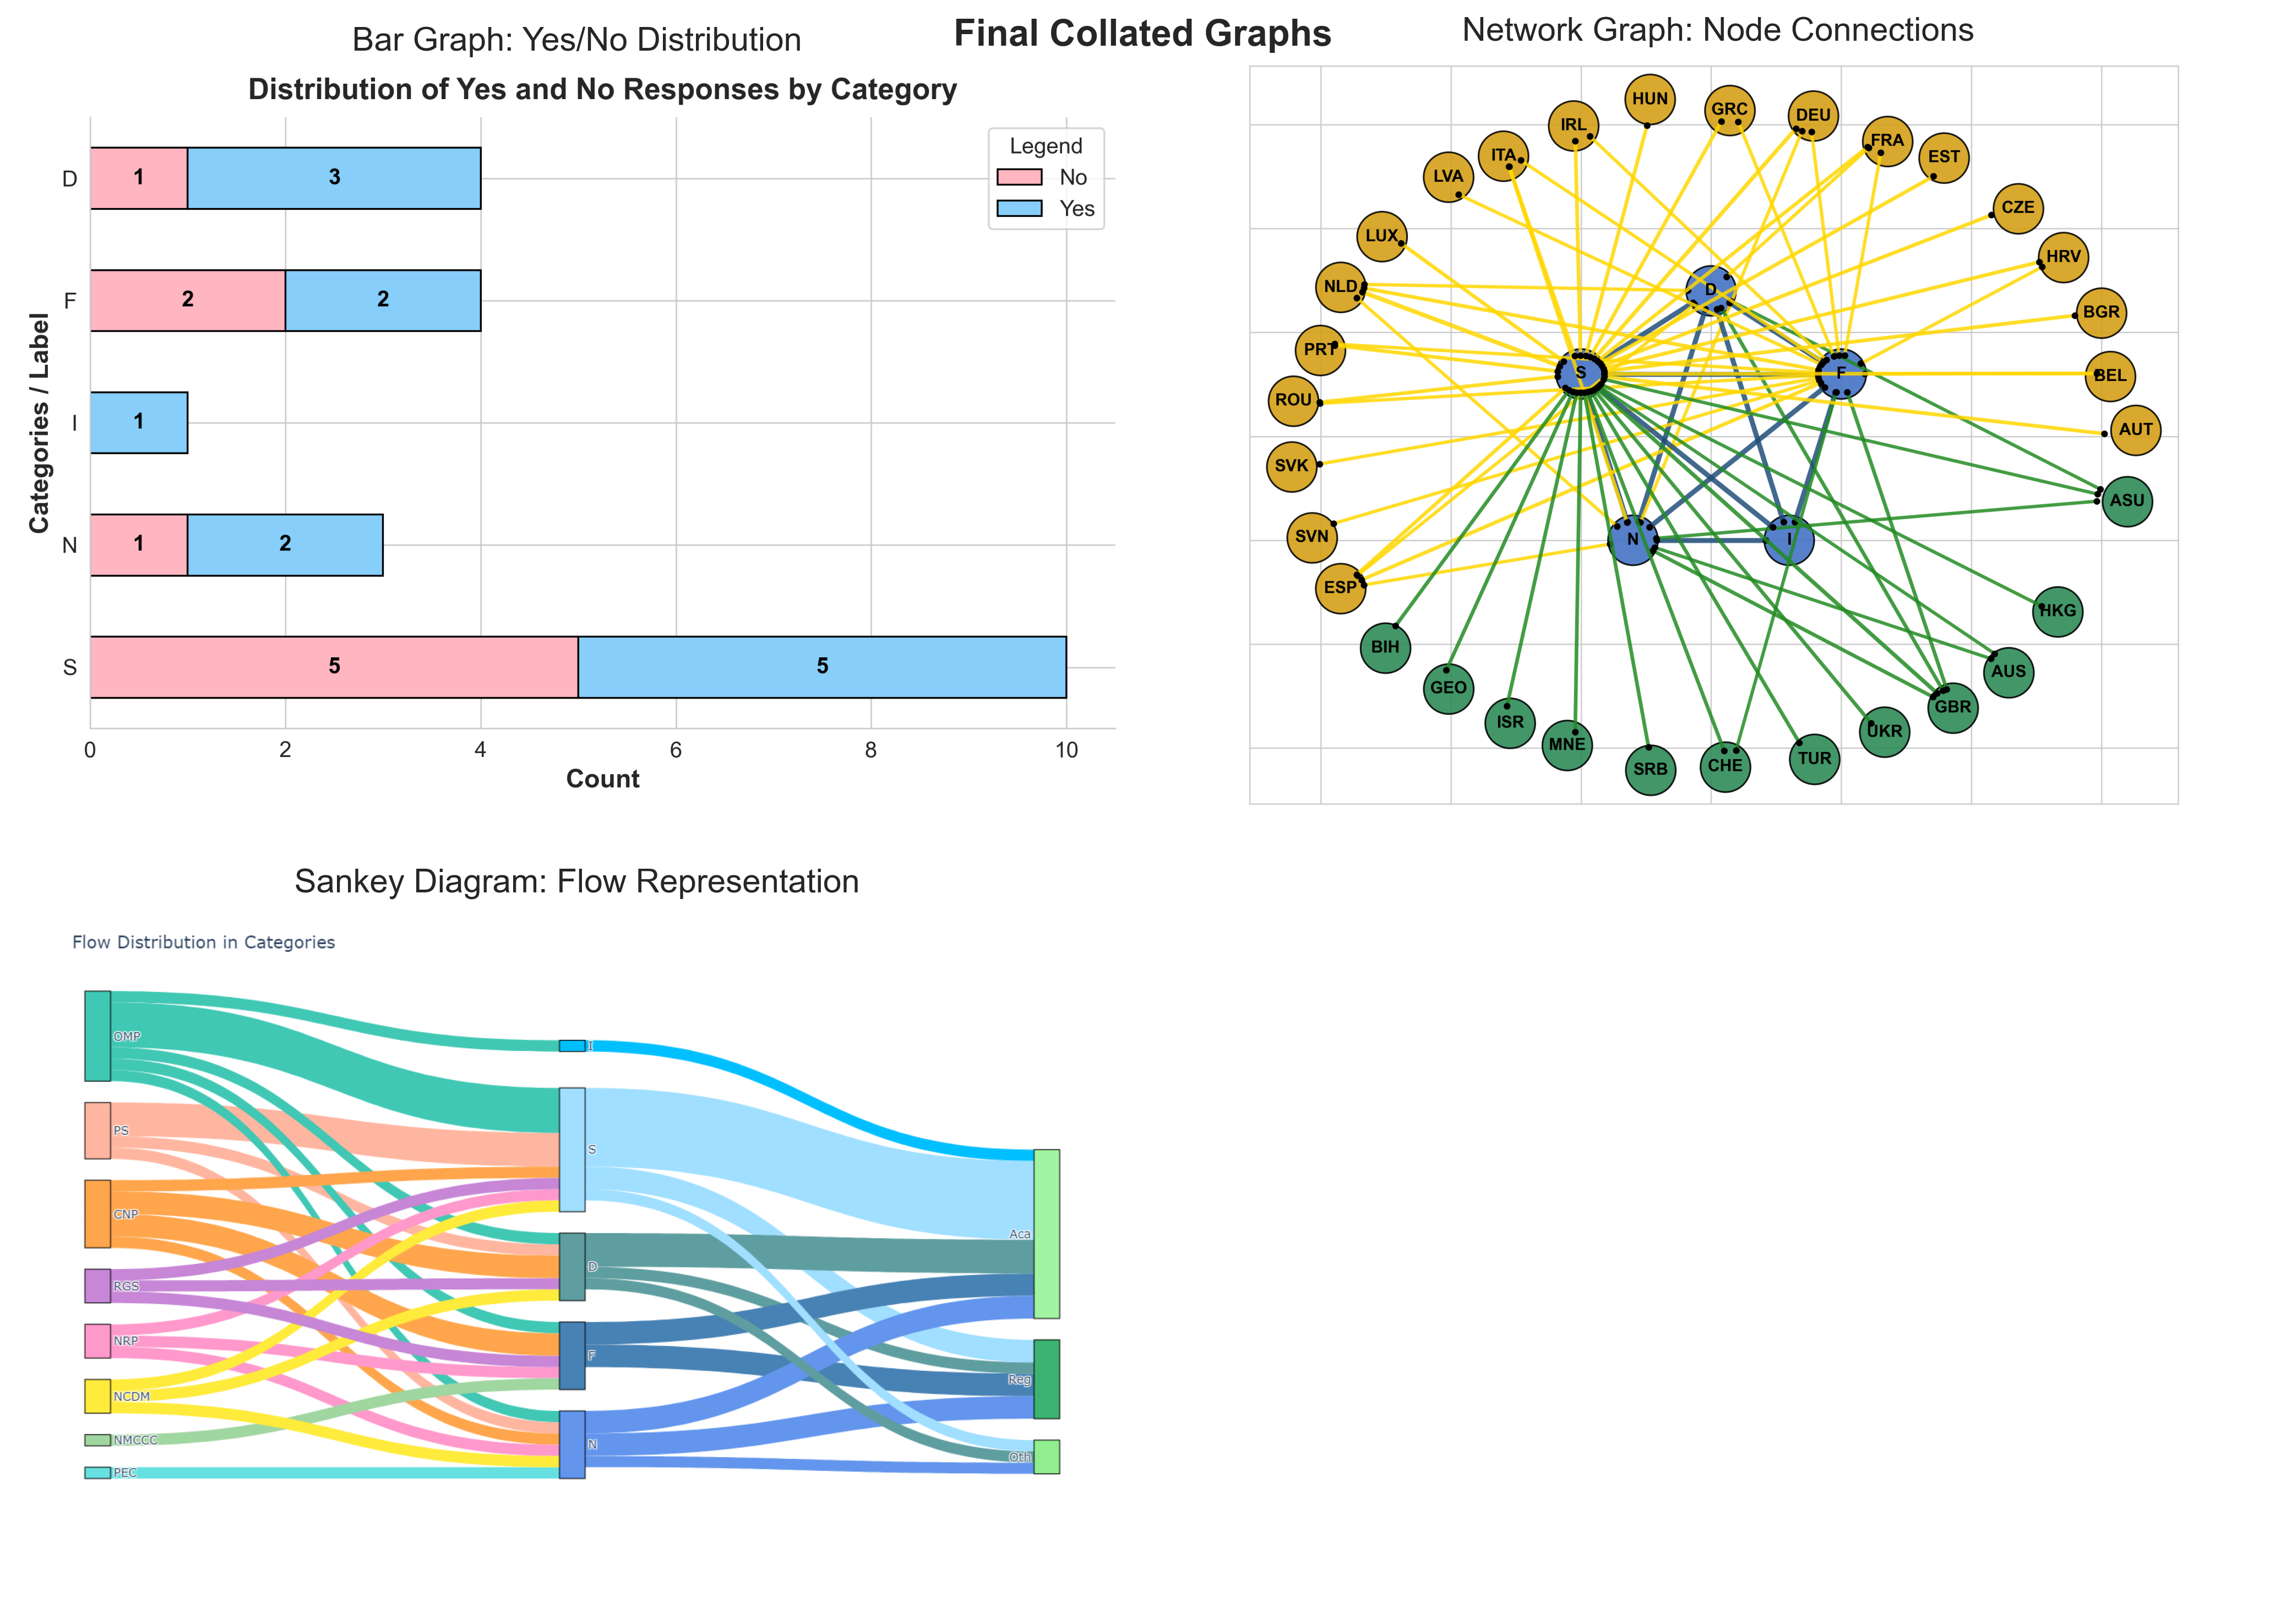 Final Collated Graphs
Bar Graph: Yes/No Distribution
Distribution of Yes and No Responses by Category
Legend
No
Yes
Categories / Label
D
1
3
F
2
2
I
1
N
1
2
S
5
5
0
2
4
6
8
10
Count
Network Graph: Node Connections
HUN
GRC
DEU
IRL
FRA
ITA
EST
LVA
CZE
LUX
HRV
NLD
D
BGR
PRT
S
F
BEL
ROU
AUT
SVK
ASU
SVN
N
I
ESP
HKG
BIH
AUS
GEO
GBR
ISR
UKR
MNE
TUR
SRB
CHE
Sankey Diagram: Flow Representation
Flow Distribution in Categories
OMP
PS
CNP
RGS
NRP
NCDM
NMCCC
PEC
I
S
D
F
N
Aca
Reg
Oth